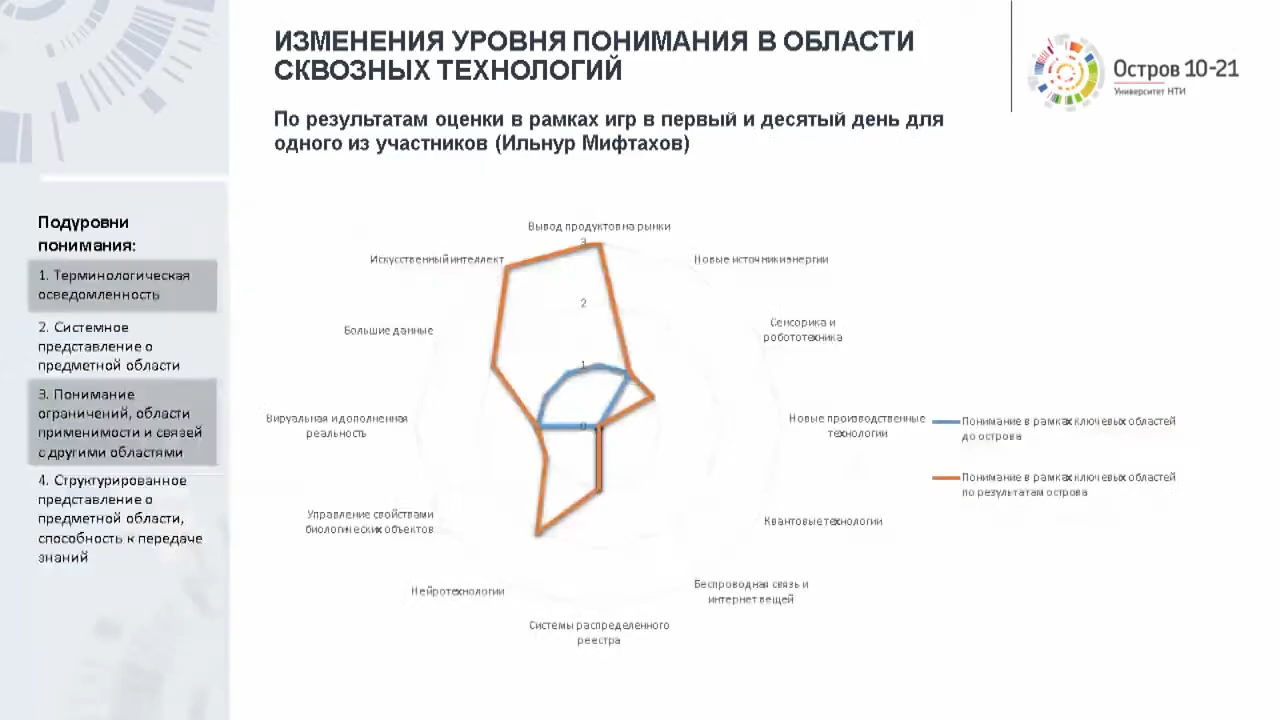 ИЗМЕНЕНИЯ УРОВНЯ ПОНИМАНИЯ В ОБЛАСТИ
СКВОЗНЫХ ТЕХНОЛОГИЙ
Остров 10-21
Университет НТИ
По результатам оценки в рамках игр в первый и десятый день для
одного из участников (Ильнур Мифтахов)
Подуровни
понимания:
1. Терминологическая
осведомленность
2. Системное
представление о
предметной области
3. Понимание
ограничений, области
применимости и связей
с другими областями
4. Структурированное
представление о
предметной области,
способность к передаче
знаний
Вывод продуктов на рынки
3
2
1
0
Новые источники энергии
Сенсорика и
робототехника
Новые производственные
технологии
Квантовые технологии
Беспроводная связь и
интернет вещей
Системы распределенного
реестра
Нейротехнологии
Управление свойствами
биологических объектов
Вируальная и дополненная
реальность
Большие данные
Искусственный интеллект
Понимание в рамках ключевых областей
до острова
Понимание в рамках ключевых областей
по результатам острова